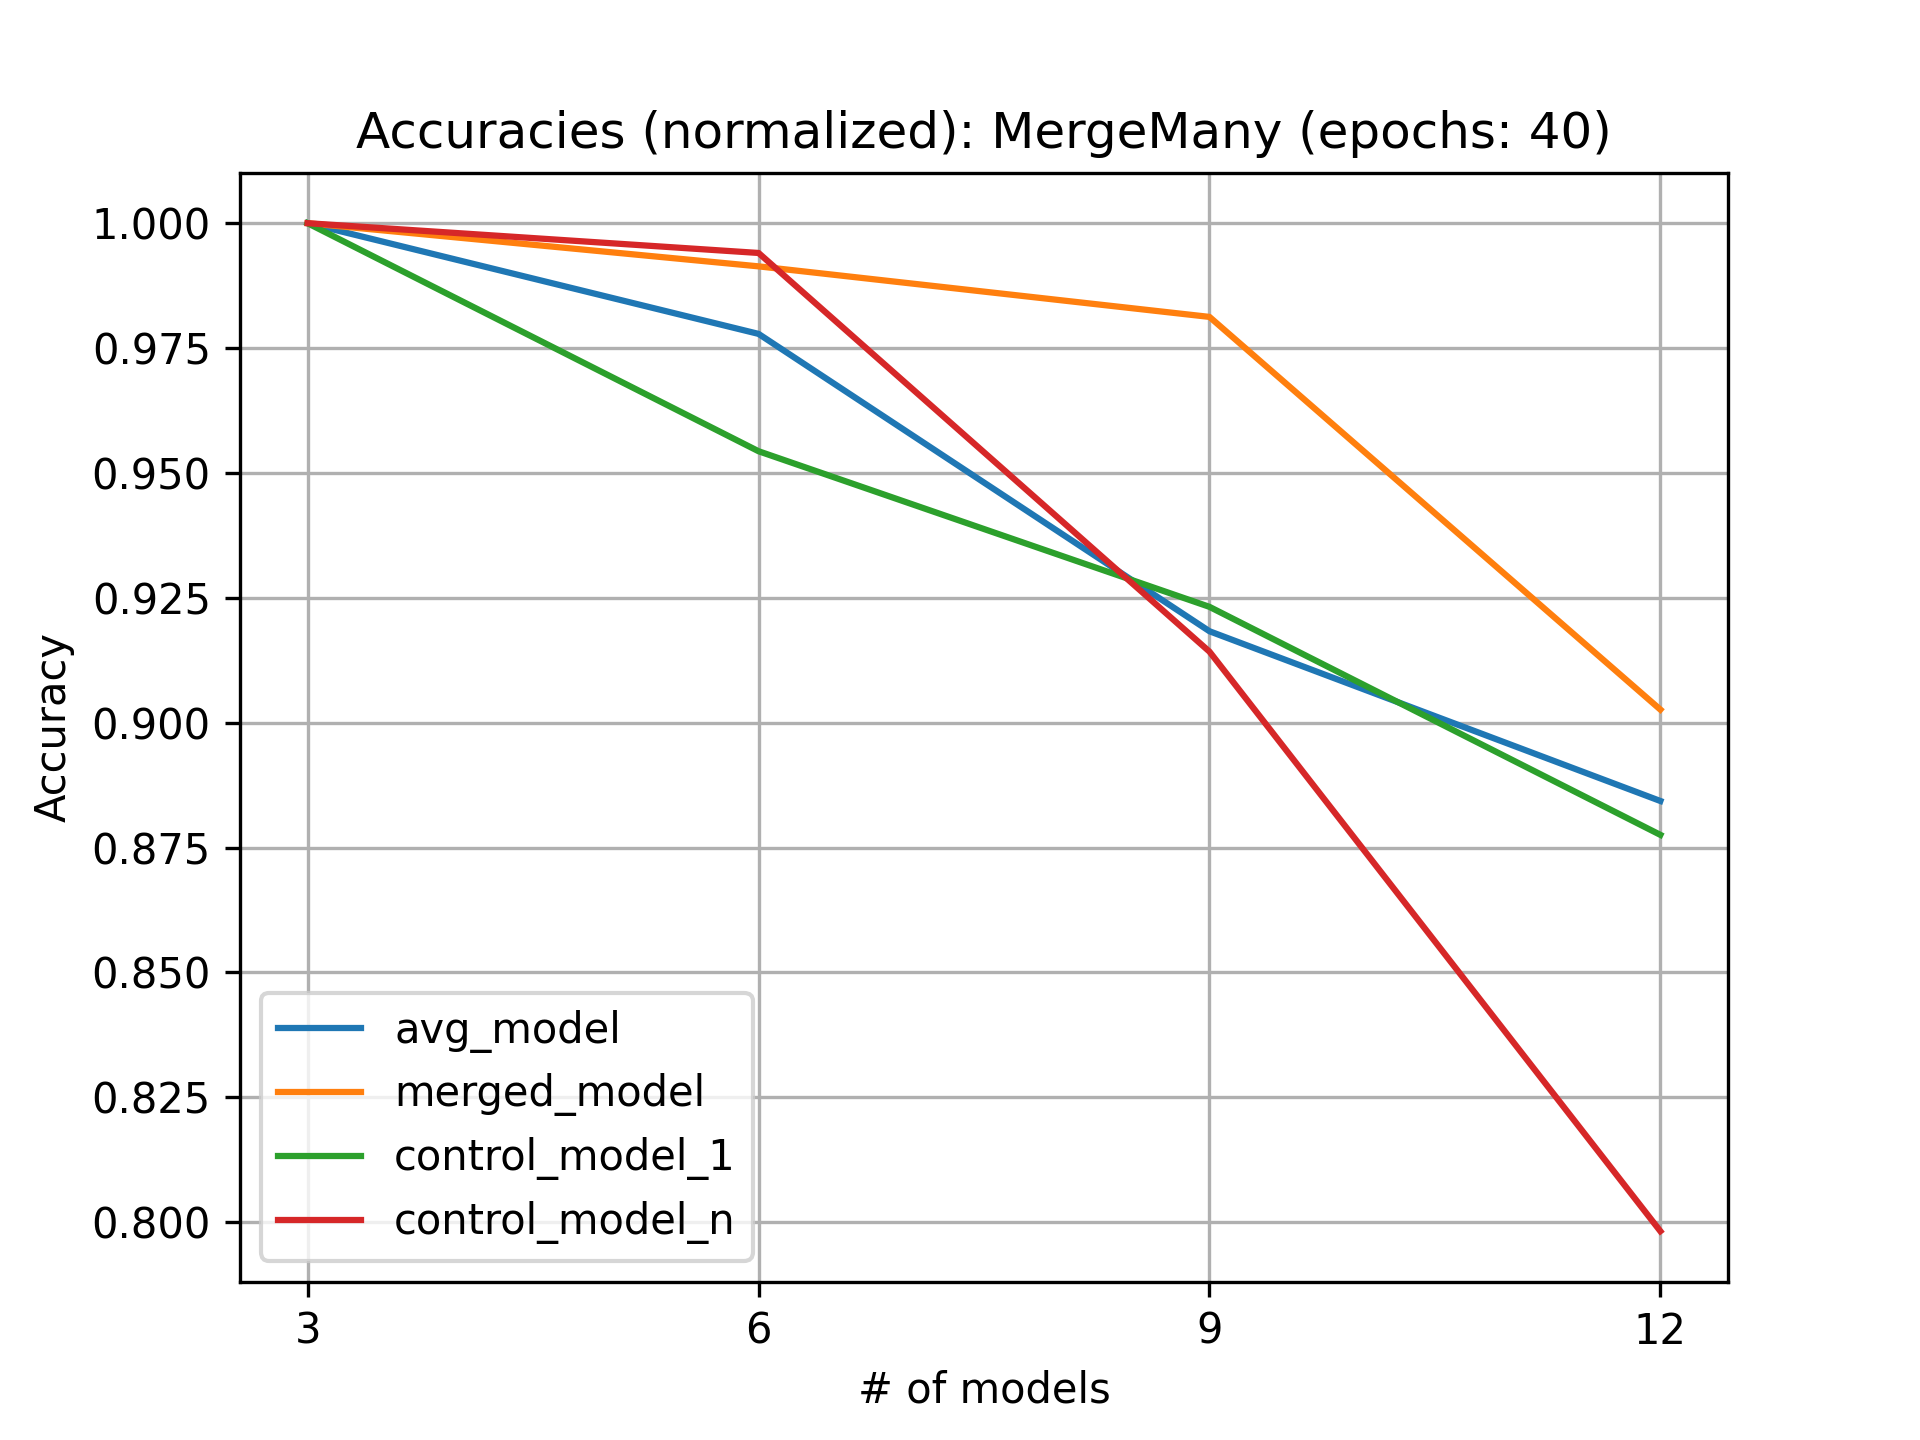 Accuracies (normalized): MergeMany (epochs: 40)
1.000
0.975
0.950
0.925
0.900
0.875
0.850
0.825
0.800
Accuracy
avg_model
merged_model
control_model_1
control_model_n
3 6 9 12
# of models